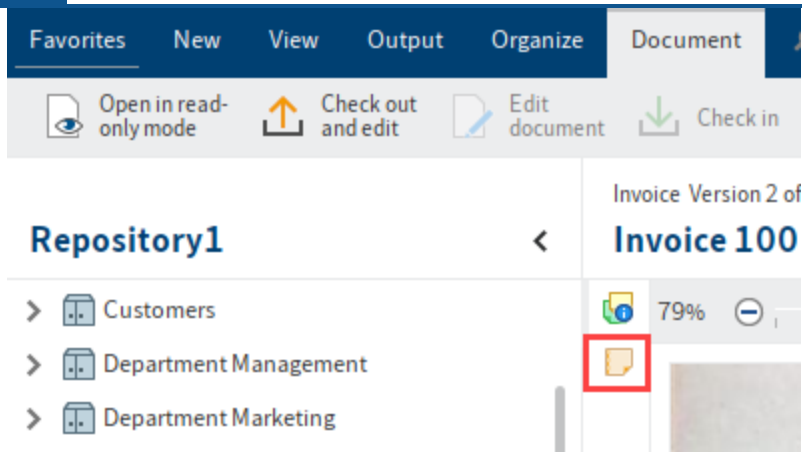 Favorites New View Output Organize Document
Open in read- Check out Edit
only mode and edit document Check in
Invoice Version 2 of
Repository1 Invoice 100
Customers 79%
Department Management
Department Marketing